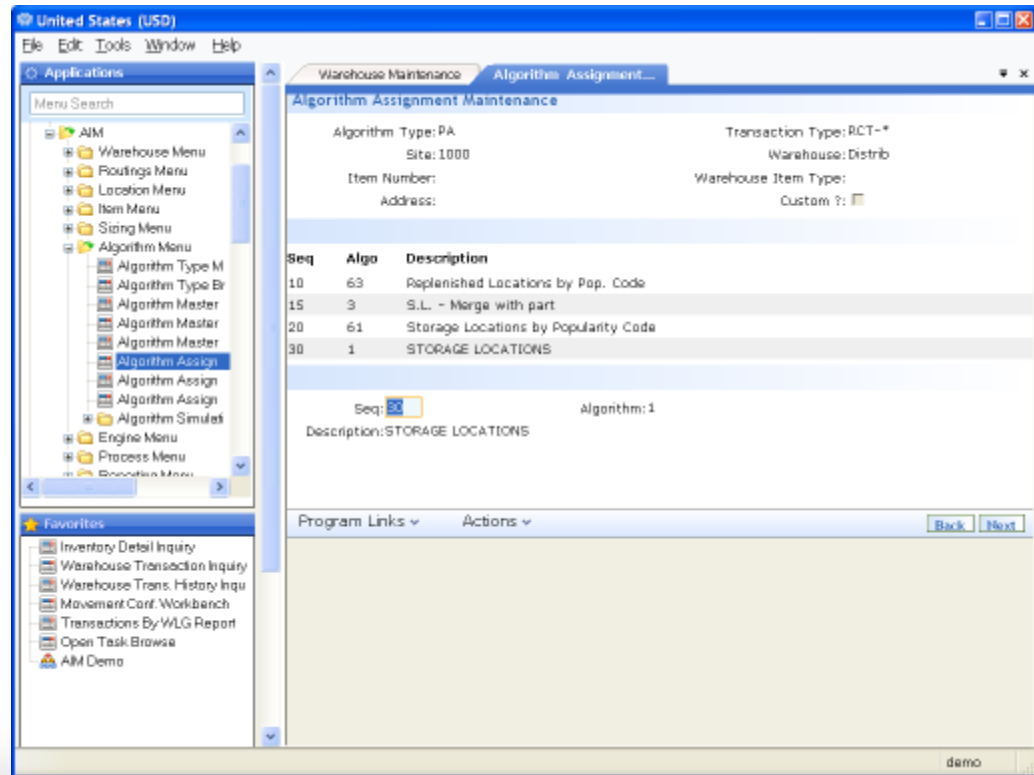 United States (USD)
File Edit Tools Window Help
Applications
Menu Search
AIM
Warehouse Menu
Routings Menu
Location Menu
Item Menu
Sizing Menu
Algorithm Menu
Algorithm Type M
Algorithm Type Br
Algorithm Master
Algorithm Master
Algorithm Master
Algorithm Assign
Algorithm Assign
Algorithm Assign
Algorithm Simulati
Engine Menu
Process Menu
Reporting Menu
Favorites
Inventory Detail Inquiry
Warehouse Transaction Inquiry
Warehouse Trans. History Inqu
Movement Conf. Workbench
Transactions By WLG Report
Open Task Browse
AIM Demo
Warehouse Maintenance Algorithm Assignment...
Algorithm Assignment Maintenance
Algorithm Type: PA Transaction Type: RCT-*
Site: 1000 Warehouse: Distrib
Item Number: Warehouse Item Type:
Address: Custom ?:
Seq Algo Description
10 63 Replenished Locations by Pop. Code
15 3 S.L. - Merge with part
20 61 Storage Locations by Popularity Code
30 1 STORAGE LOCATIONS
Seq: 30 Algorithm: 1
Description: STORAGE LOCATIONS
Program Links Actions Back Next
demo